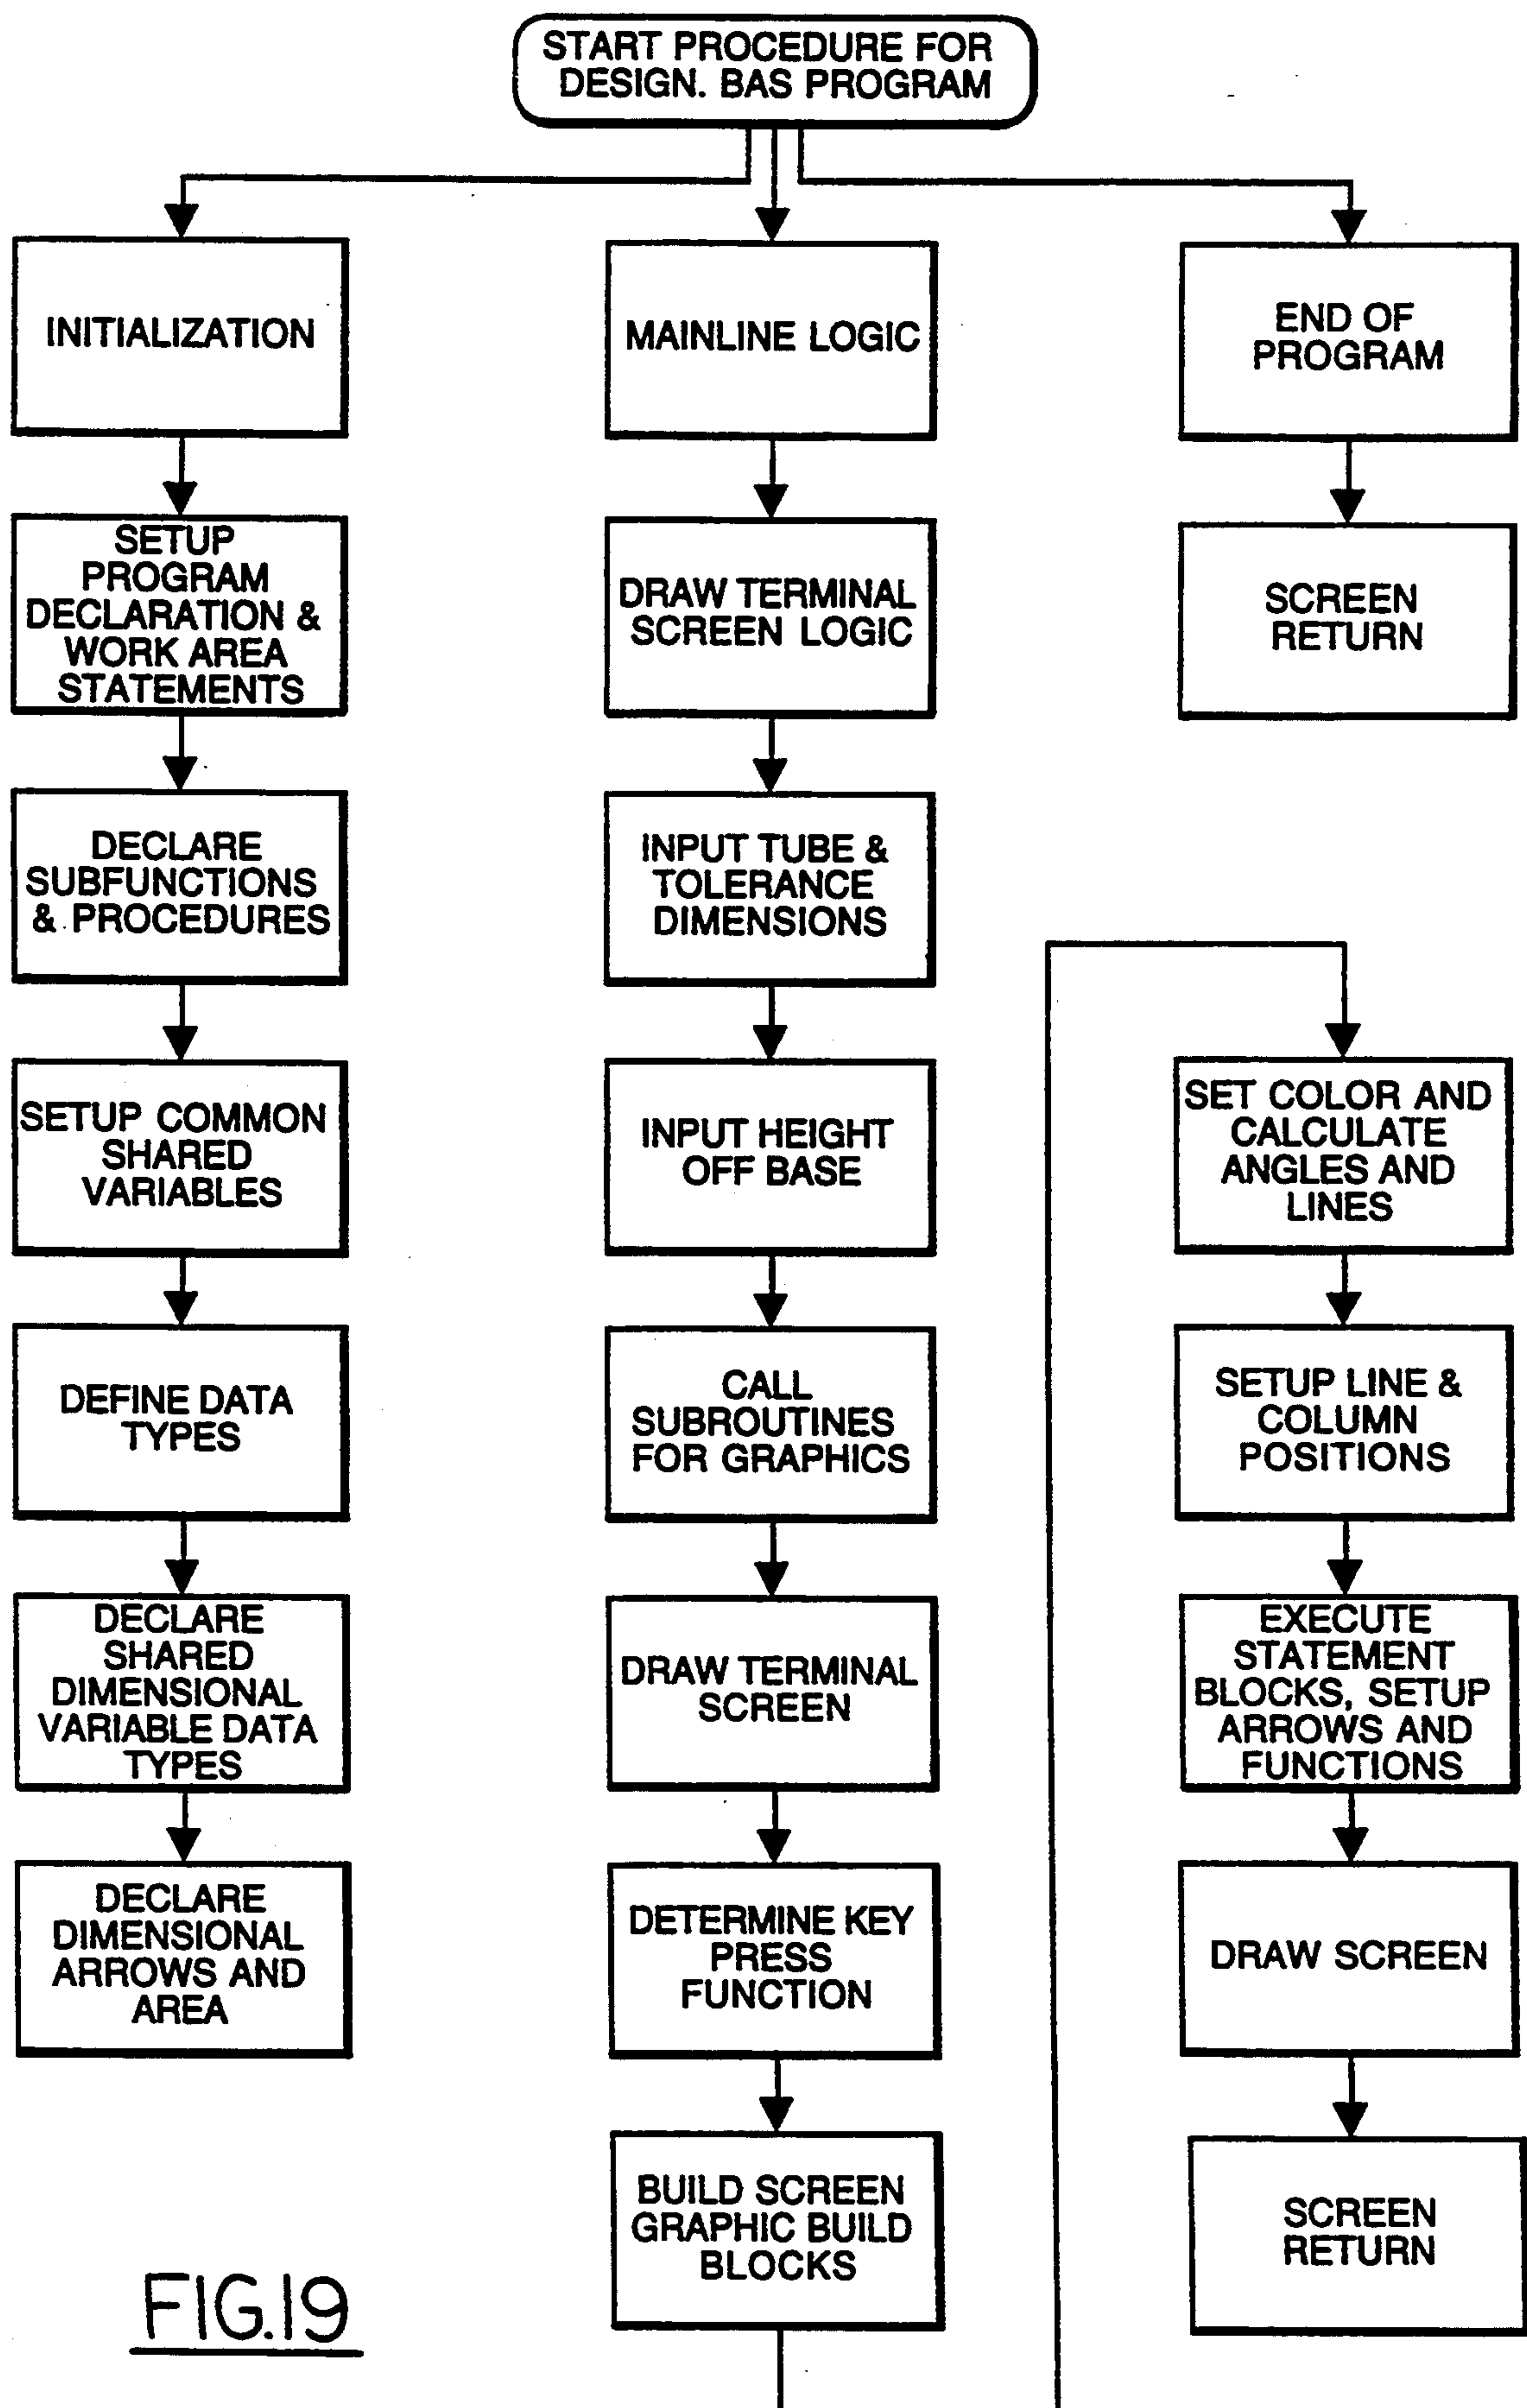 START PROCEDURE FOR
DESIGN. BAS PROGRAM
INITIALIZATION
SETUP
PROGRAM
DECLARATION &
WORK AREA
STATEMENTS
DECLARE
SUBFUNCTIONS
& PROCEDURES
SETUP COMMON
SHARED
VARIABLES
DEFINE DATA
TYPES
DECLARE
SHARED
DIMENSIONAL
VARIABLE DATA
TYPES
DECLARE
DIMENSIONAL
ARROWS AND
AREA
MAINLINE LOGIC
DRAW TERMINAL
SCREEN LOGIC
INPUT TUBE &
TOLERANCE
DIMENSIONS
INPUT HEIGHT
OFF BASE
CALL
SUBROUTINES
FOR GRAPHICS
DRAW TERMINAL
SCREEN
DETERMINE KEY
PRESS
FUNCTION
BUILD SCREEN
GRAPHIC BUILD
BLOCKS
SET COLOR AND
CALCULATE
ANGLES AND
LINES
SETUP LINE &
COLUMN
POSITIONS
EXECUTE
STATEMENT
BLOCKS, SETUP
ARROWS AND
FUNCTIONS
DRAW SCREEN
SCREEN
RETURN
END OF
PROGRAM
SCREEN
RETURN
FIG.19